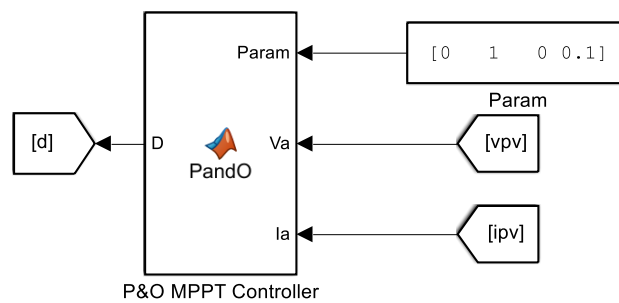 Param
[0 1 0 0.1]
Param
[d]
D
PandO
Va
[vpv]
Ia
[ipv]
P&O MPPT Controller